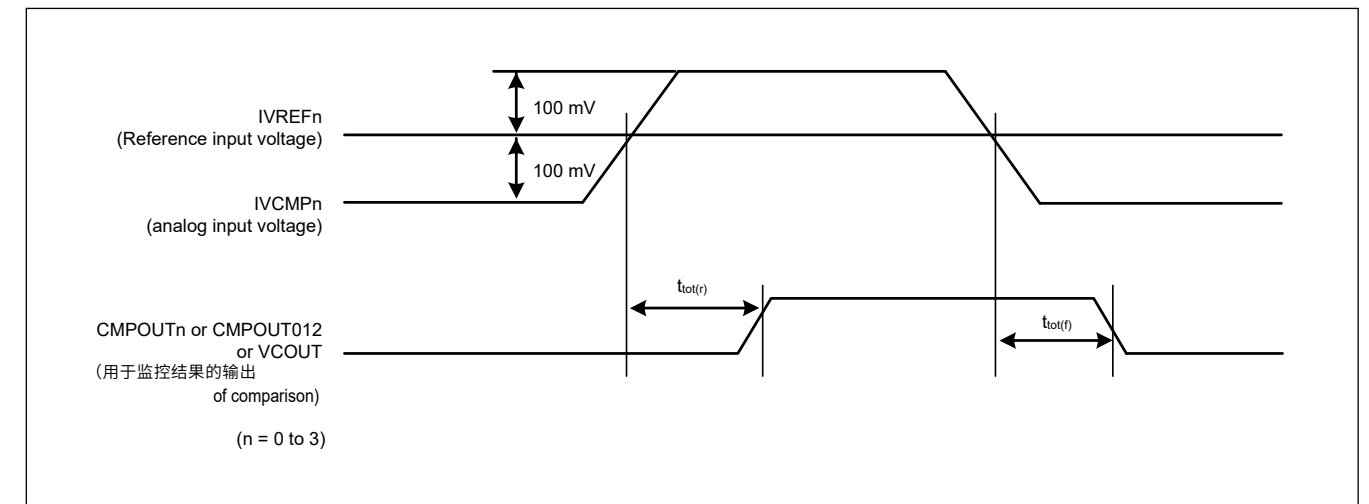 100 mV
IVREFn
(Reference input voltage)
100 mV
IVCMPn
(analog input voltage)
ttot(r)
ttot(f)
CMPOUTn or CMPOUT012
or VCOUT
（用于监控结果的输出
of comparison)
(n = 0 to 3)